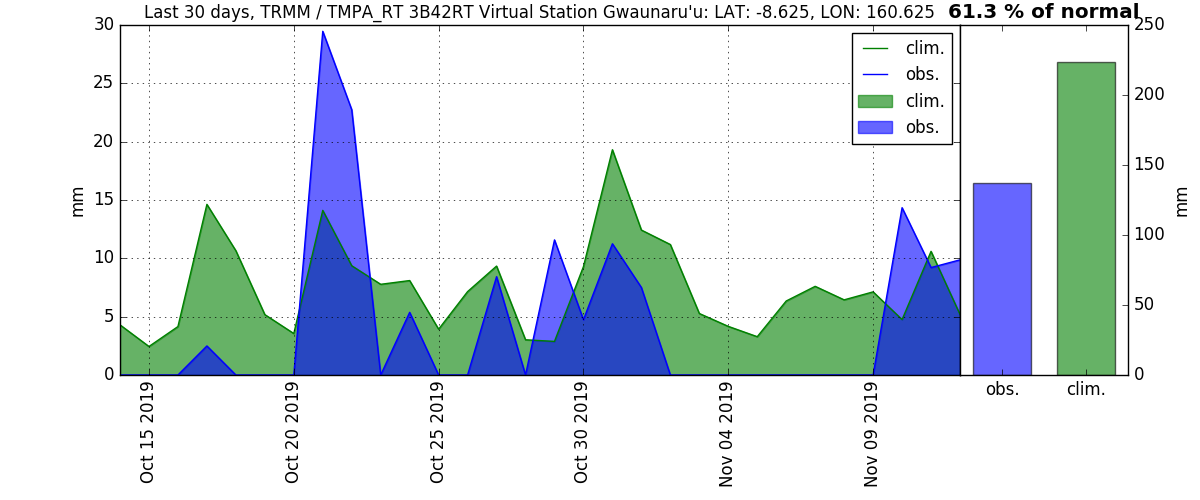 Last 30 days, TRMM / TMPA_RT 3B42RT Virtual Station Gwaunaru'u: LAT: -8.625, LON: 160.625
61.3 % of normal
30
25
20
15
10
5
0
mm
clim.
obs.
clim.
obs.
Oct 15 2019
Oct 20 2019
Oct 25 2019
Oct 30 2019
Nov 04 2019
Nov 09 2019
250
200
150
100
50
0
mm
obs.
clim.